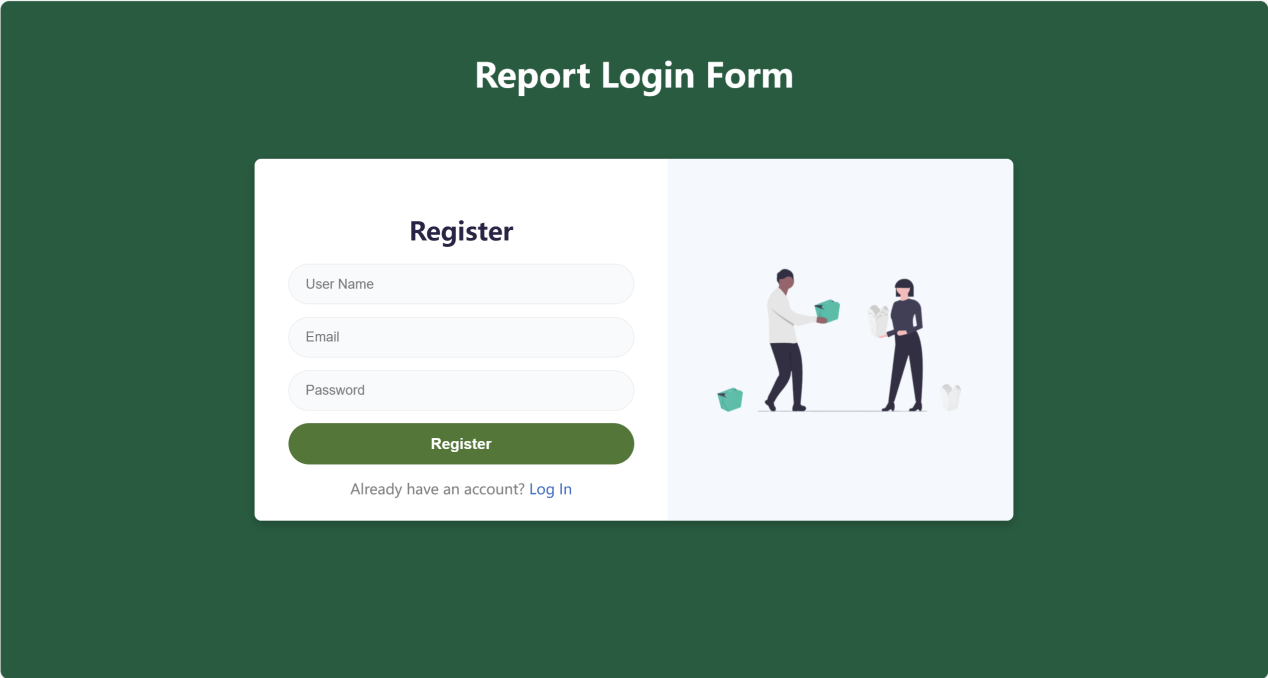 Report Login Form
Register
User Name
Email
Password
Register
Already have an account? Log In